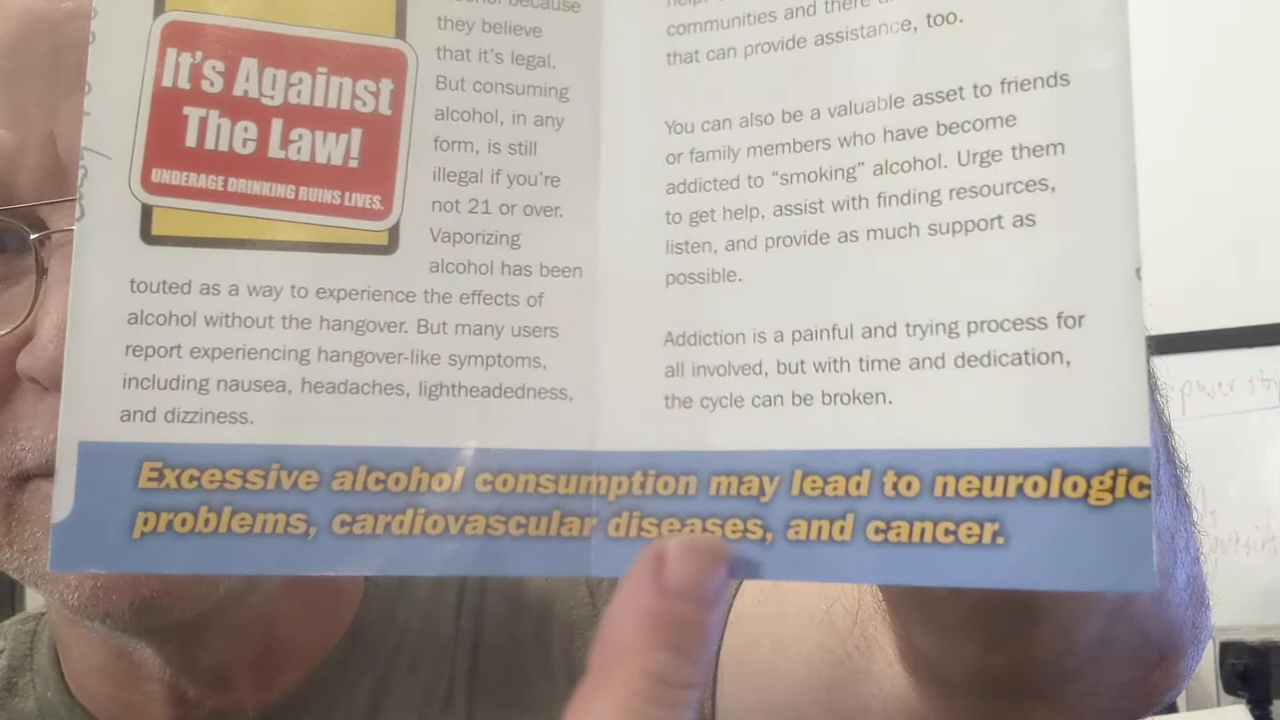 It's Against
The Law!
UNDERAGE DRINKING RUINS LIVES.
because
they believe
that it's legal.
But consuming
alcohol, in any
form, is still
illegal if you're
not 21 or over.
Vaporizing
alcohol has been
touted as a way to experience the effects of
alcohol without the hangover. But many users
report experiencing hangover-like symptoms,
including nausea, headaches, lightheadedness,
and dizziness.
communities and there
that can provide assistance, too.
You can also be a valuable asset to friends
or family members who have become
addicted to “smoking” alcohol. Urge them
to get help, assist with finding resources,
listen, and provide as much support as
possible.
Addiction is a painful and trying process for
all involved, but with time and dedication,
the cycle can be broken.
Excessive alcohol consumption may lead to neurologic
problems, cardiovascular diseases, and cancer.
power